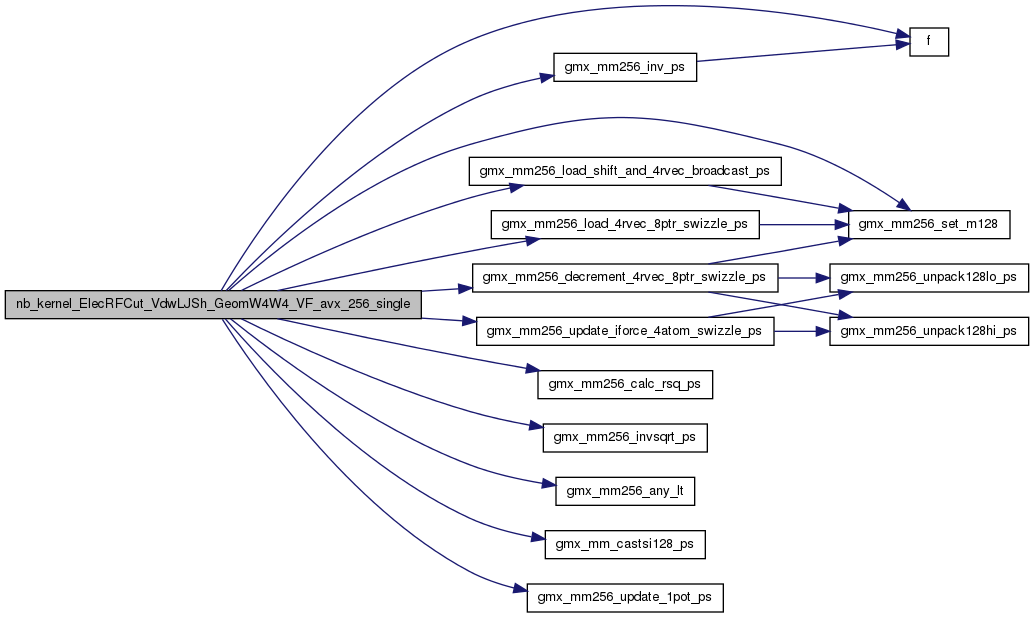 f
gmx_mm256_inv_ps
gmx_mm256_load_shift_and_4rvec_broadcast_ps
gmx_mm256_load_4rvec_8ptr_swizzle_ps
gmx_mm256_set_m128
gmx_mm256_decrement_4rvec_8ptr_swizzle_ps
gmx_mm256_unpack128lo_ps
nb_kernel_ElecRFCut_VdwLJSh_GeomW4W4_VF_avx_256_single
gmx_mm256_update_iforce_4atom_swizzle_ps
gmx_mm256_unpack128hi_ps
gmx_mm256_calc_rsq_ps
gmx_mm256_invsqrt_ps
gmx_mm256_any_lt
gmx_mm_castsi128_ps
gmx_mm256_update_1pot_ps